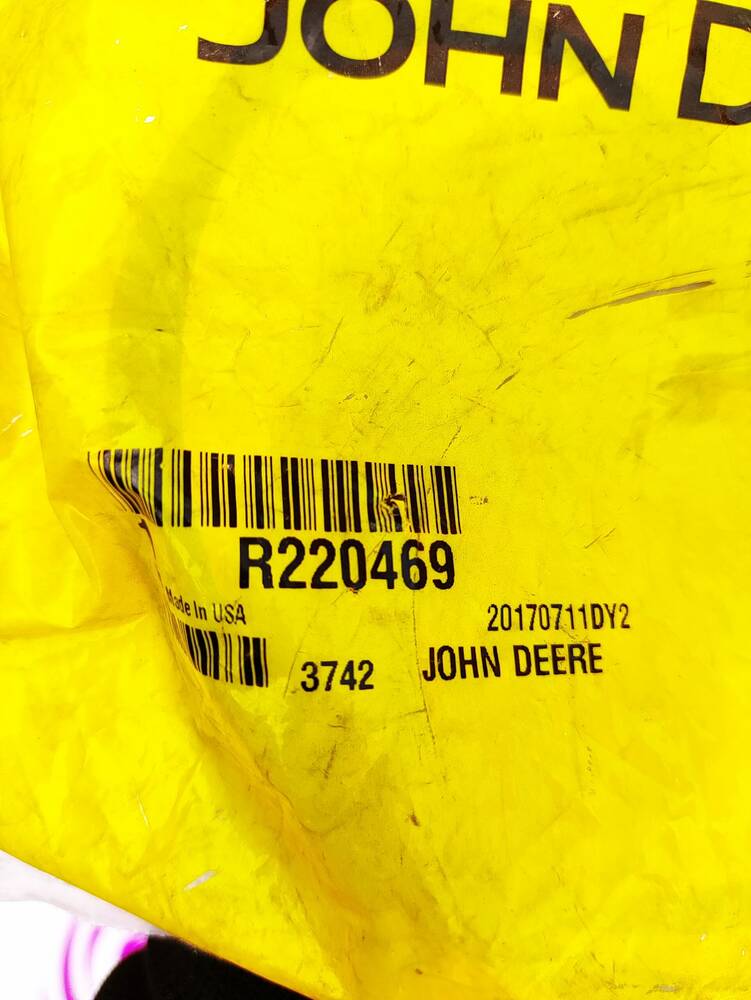 JOHN D
R220469
Made In USA
20170711DY2
3742
JOHN DEERE